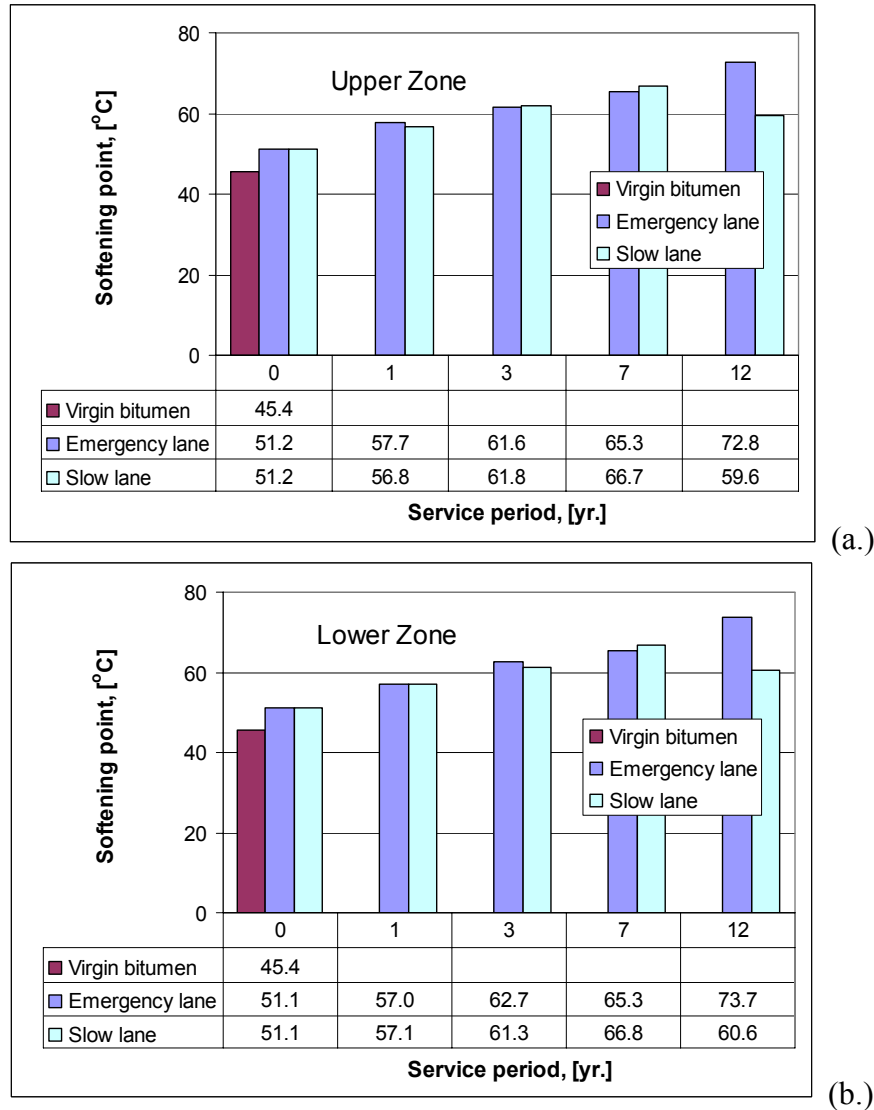 80
60
40
20
0
Softening point, [°C]
Upper Zone
Virgin bitumen
Emergency lane
Slow lane
0 1 3 7 12
Virgin bitumen 45.4
Emergency lane 51.2 57.7 61.6 65.3 72.8
Slow lane 51.2 56.8 61.8 66.7 59.6
Service period, [yr.]
(a.)
80
60
40
20
0
Softening point, [°C]
Lower Zone
Virgin bitumen
Emergency lane
Slow lane
0 1 3 7 12
Virgin bitumen 45.4
Emergency lane 51.1 57.0 62.7 65.3 73.7
Slow lane 51.1 57.1 61.3 66.8 60.6
Service period, [yr.]
(b.)